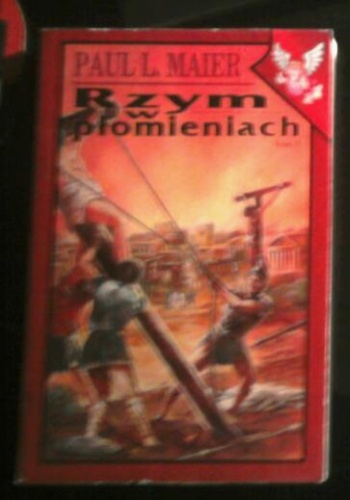 PAUL L. MAIER
Rzym
w
płomieniach